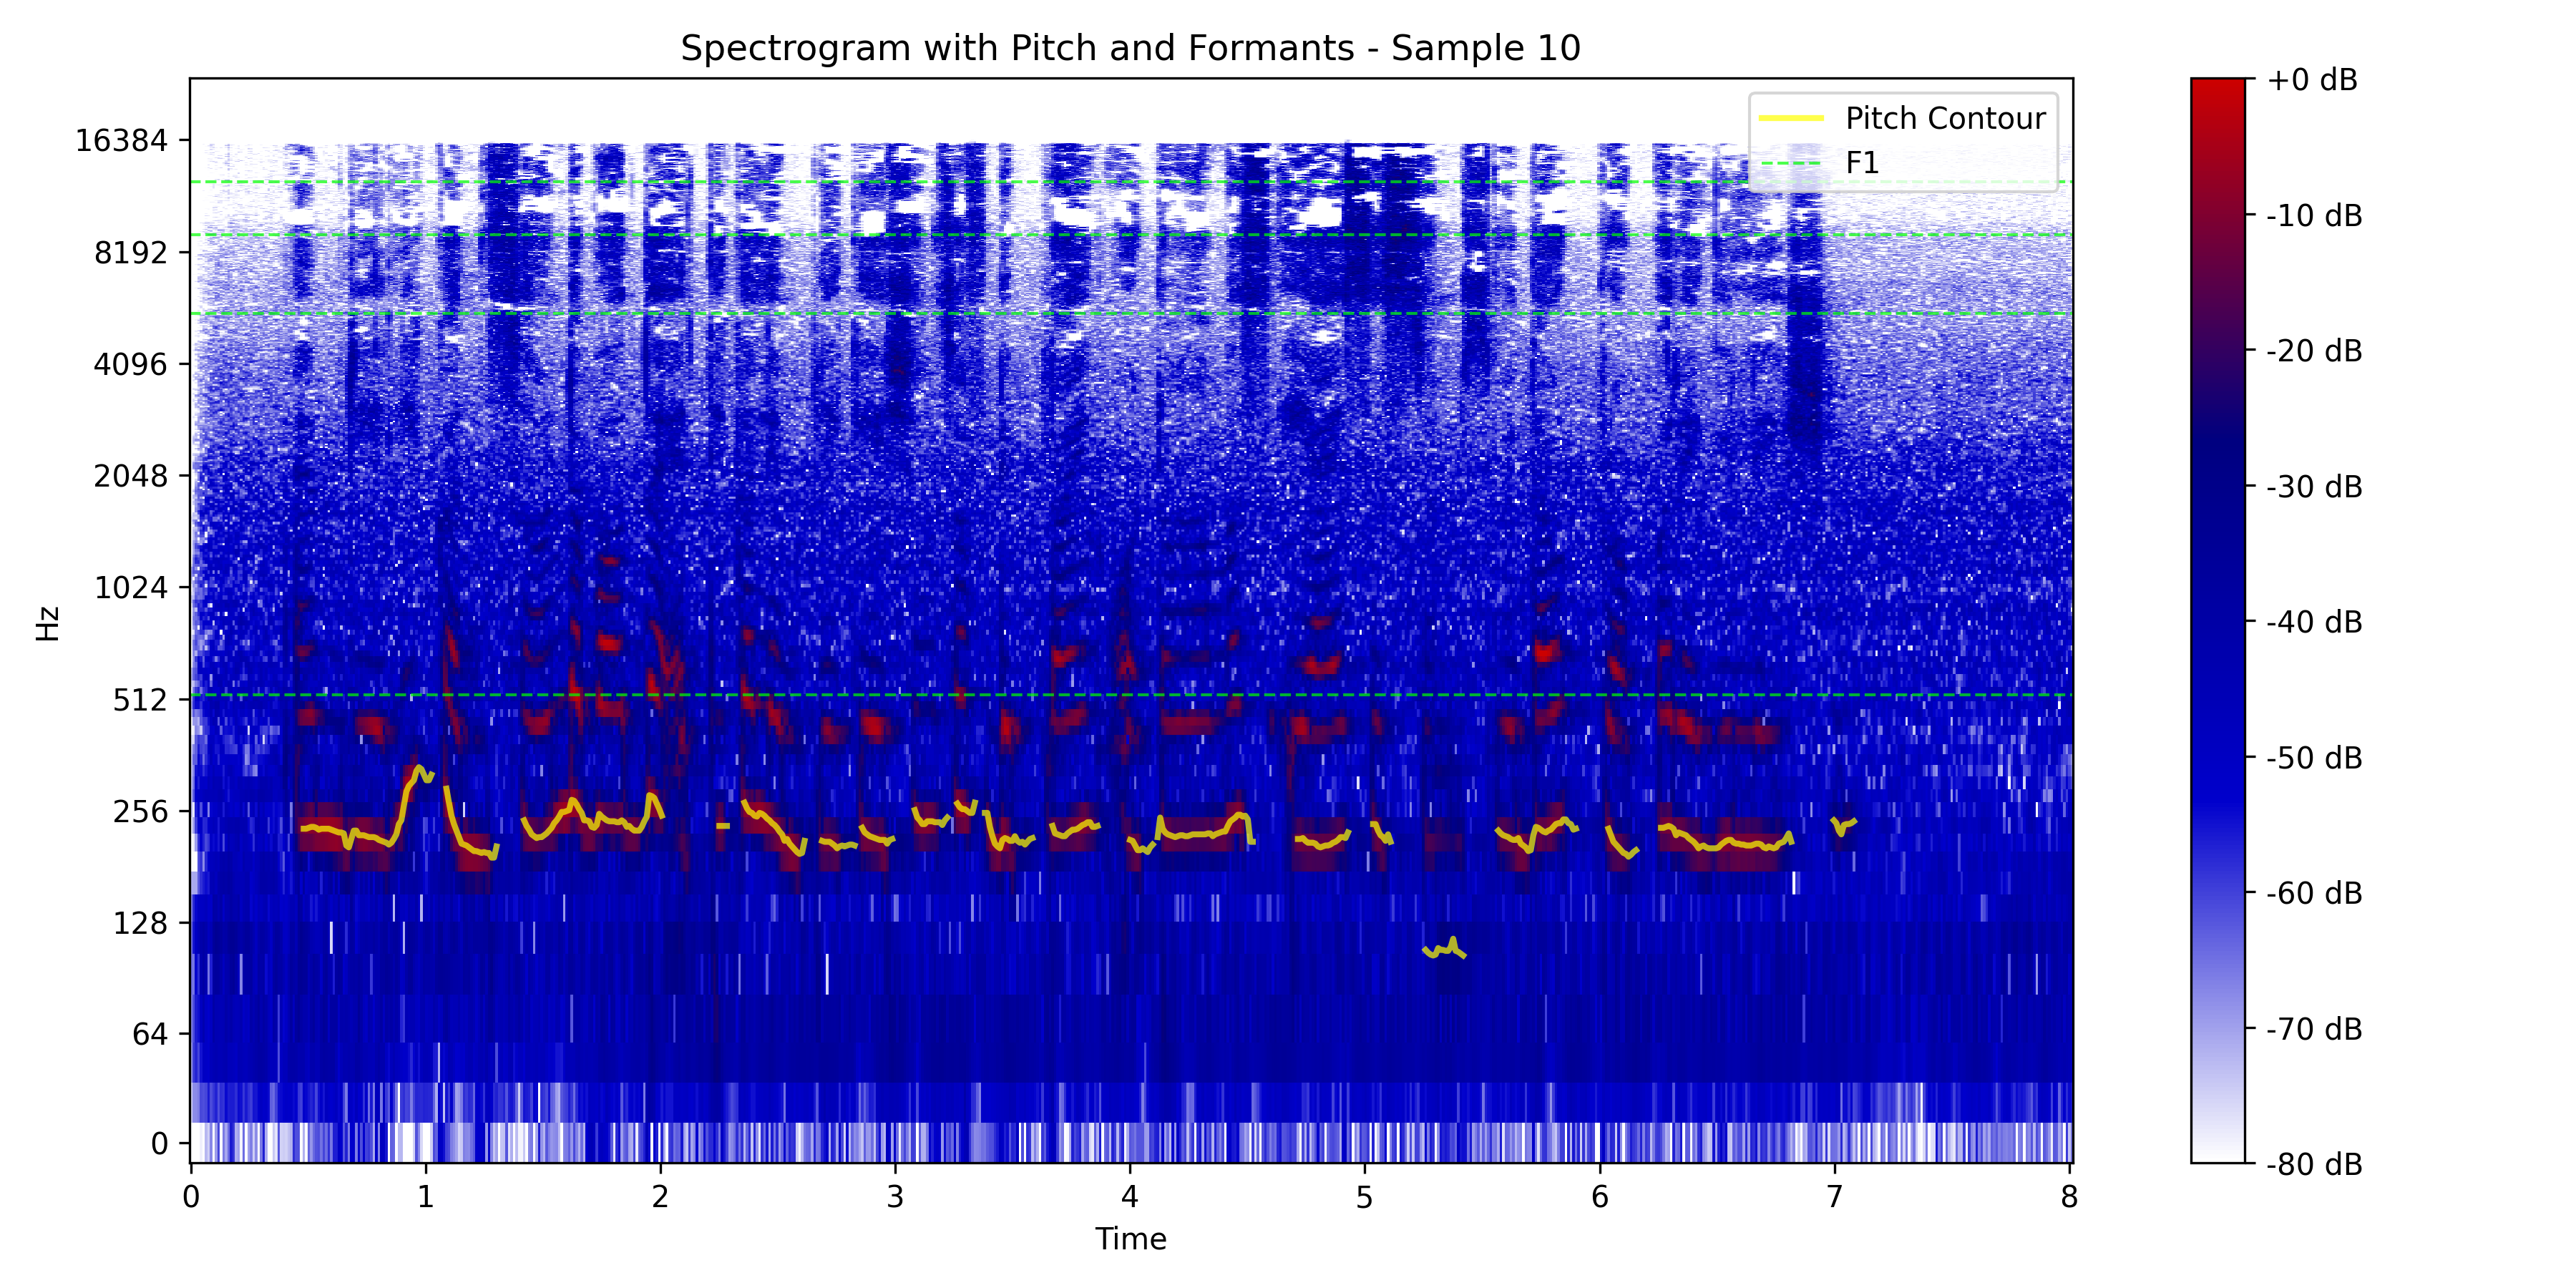 Spectrogram with Pitch and Formants - Sample 10
Pitch Contour
F1
Hz
16384
8192
4096
2048
1024
512
256
128
64
0
0 1 2 3 4 5 6 7 8
Time
+0 dB
-10 dB
-20 dB
-30 dB
-40 dB
-50 dB
-60 dB
-70 dB
-80 dB